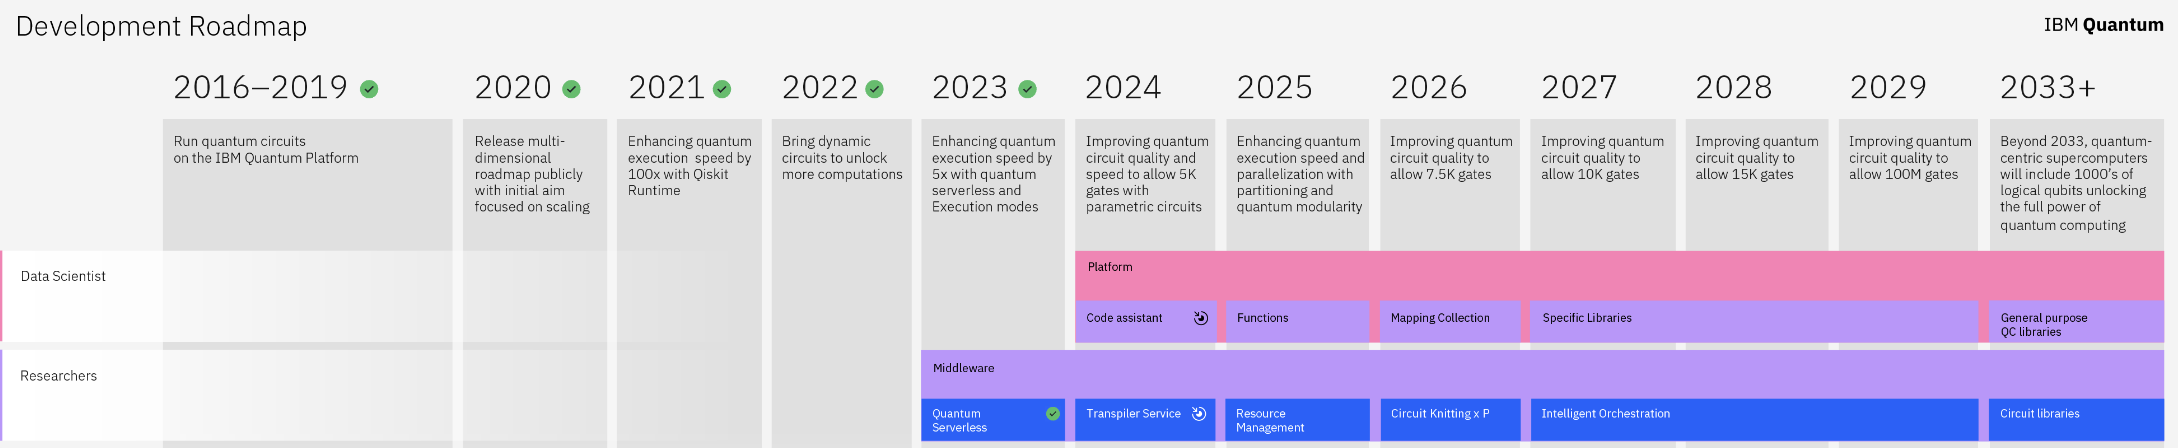 Development Roadmap
IBM Quantum
2016–2019
2020
2021
2022
2023
2024
2025
2026
2027
2028
2029
2033+
Run quantum circuits
on the IBM Quantum Platform
Release multi-
dimensional
roadmap publicly
with initial aim
focused on scaling
Enhancing quantum
execution speed by
100x with Qiskit
Runtime
Bring dynamic
circuits to unlock
more computations
Enhancing quantum
execution speed by
5x with quantum
serverless and
Execution modes
Improving quantum
circuit quality and
speed to allow 5K
gates with
parametric circuits
Enhancing quantum
execution speed and
parallelization with
partitioning and
quantum modularity
Improving quantum
circuit quality to
allow 7.5K gates
Improving quantum
circuit quality to
allow 10K gates
Improving quantum
circuit quality to
allow 15K gates
Improving quantum
circuit quality to
allow 100M gates
Beyond 2033, quantum-
centric supercomputers
will include 1000's of
logical qubits unlocking
the full power of
quantum computing
Data Scientist
Platform
Code assistant
Functions
Mapping Collection
Specific Libraries
General purpose
QC libraries
Researchers
Middleware
Quantum
Serverless
Transpiler Service
Resource
Management
Circuit Knitting x P
Intelligent Orchestration
Circuit libraries